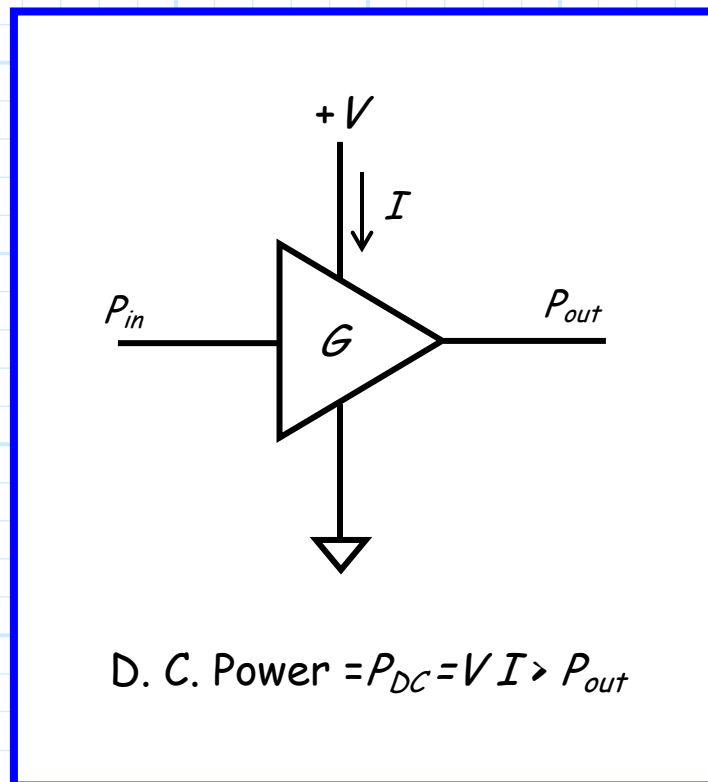 +V
I
P_in
P_out
G
D. C. Power =P_DC=V I > P_out